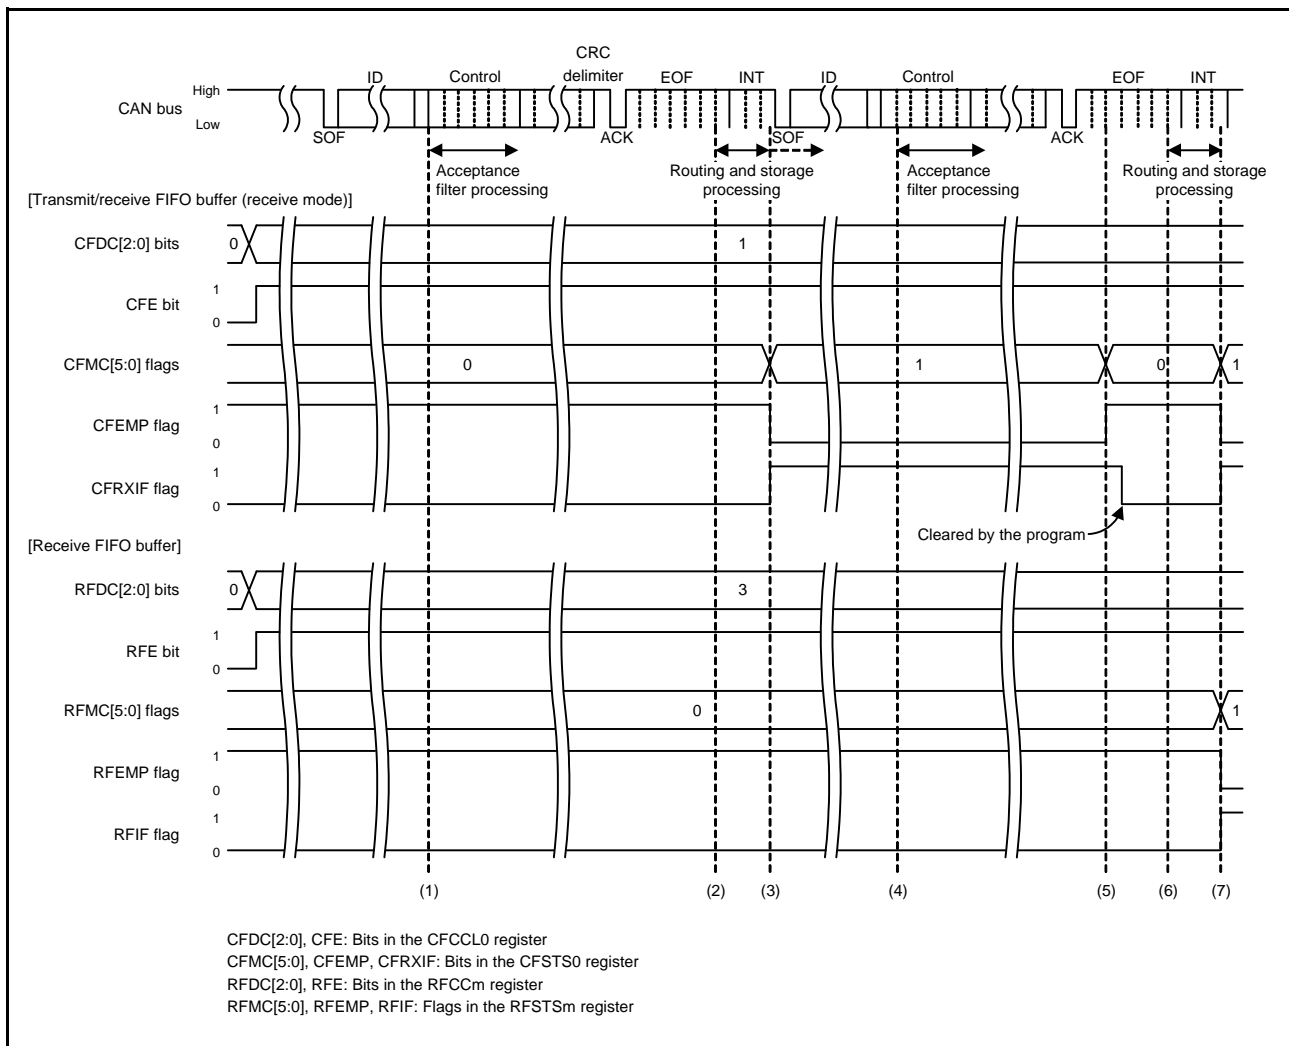 CRC
ID Control delimiter EOF INT ID Control EOF INT
High
CAN bus
Low
SOF ACK SOF ACK
Acceptance Routing and storage Acceptance Routing and storage
filter processing processing filter processing processing
[Transmit/receive FIFO buffer (receive mode)]
CFDC[2:0] bits 0 1
1
CFE bit
0
CFMC[5:0] flags 0 1 0 1
1
CFEMP flag
0
1
CFRXIF flag
0
Cleared by the program
[Receive FIFO buffer]
RFDC[2:0] bits 0 3
1
RFE bit
0
RFMC[5:0] flags 0 1
1
RFEMP flag
0
1
RFIF flag
0
(1) (2) (3) (4) (5) (6) (7)
CFDC[2:0], CFE: Bits in the CFCCL0 register
CFMC[5:0], CFEMP, CFRXIF: Bits in the CFSTS0 register
RFDC[2:0], RFE: Bits in the RFCCm register
RFMC[5:0], RFEMP, RFIF: Flags in the RFSTSm register